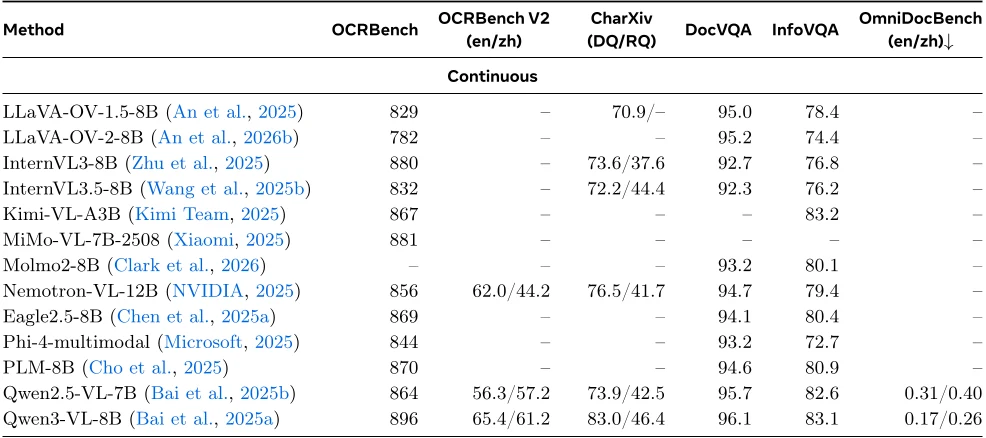 Method OCRBench OCRBench V2 (en/zh) CharXiv (DQ/RQ) DocVQA InfoVQA OmniDocBench (en/zh)↓
Continuous
LLaVA-OV-1.5-8B (An et al., 2025) 829 – 70.9/– 95.0 78.4 –
LLaVA-OV-2-8B (An et al., 2026b) 782 – – 95.2 74.4 –
InternVL3-8B (Zhu et al., 2025) 880 – 73.6/37.6 92.7 76.8 –
InternVL3.5-8B (Wang et al., 2025b) 832 – 72.2/44.4 92.3 76.2 –
Kimi-VL-A3B (Kimi Team, 2025) 867 – – – 83.2 –
MiMo-VL-7B-2508 (Xiaomi, 2025) 881 – – – – –
Molmo2-8B (Clark et al., 2026) – – – 93.2 80.1 –
Nemotron-VL-12B (NVIDIA, 2025) 856 62.0/44.2 76.5/41.7 94.7 79.4 –
Eagle2.5-8B (Chen et al., 2025a) 869 – – 94.1 80.4 –
Phi-4-multimodal (Microsoft, 2025) 844 – – 93.2 72.7 –
PLM-8B (Cho et al., 2025) 870 – – 94.6 80.9 –
Qwen2.5-VL-7B (Bai et al., 2025b) 864 56.3/57.2 73.9/42.5 95.7 82.6 0.31/0.40
Qwen3-VL-8B (Bai et al., 2025a) 896 65.4/61.2 83.0/46.4 96.1 83.1 0.17/0.26